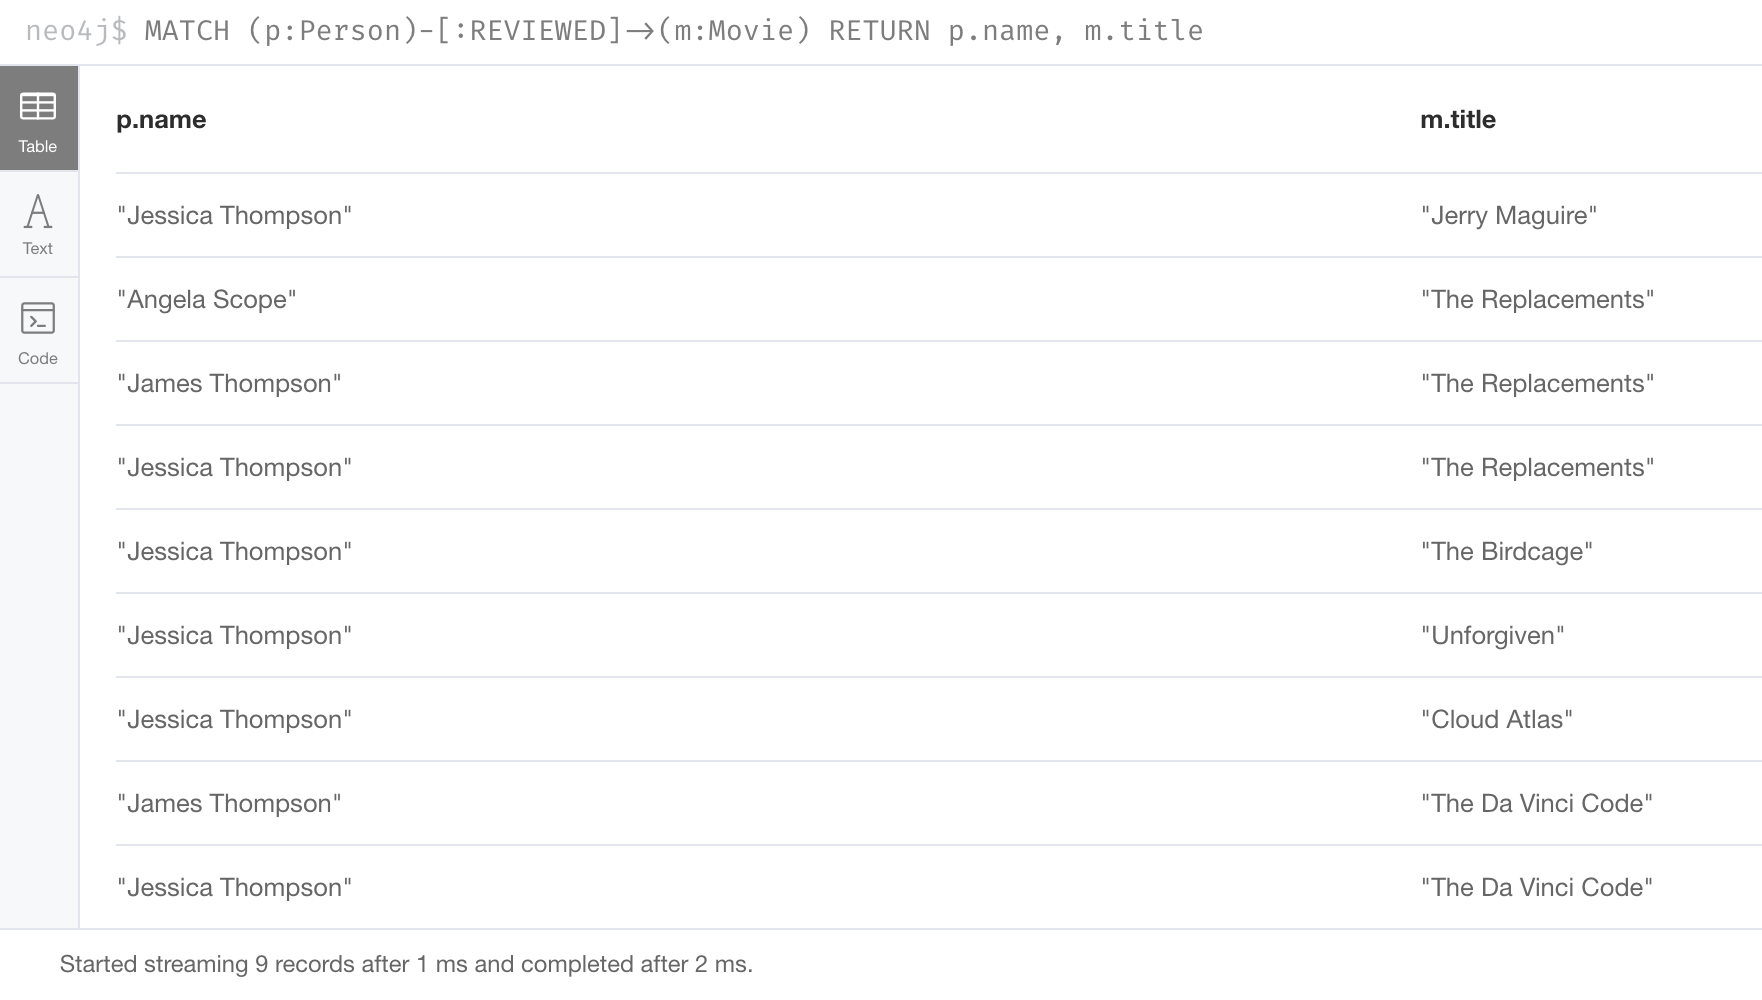 neo4j$ MATCH (p:Person)-[:REVIEWED]->(m:Movie) RETURN p.name, m.title
Table
Text
Code
p.name m.title
"Jessica Thompson" "Jerry Maguire"
"Angela Scope" "The Replacements"
"James Thompson" "The Replacements"
"Jessica Thompson" "The Replacements"
"Jessica Thompson" "The Birdcage"
"Jessica Thompson" "Unforgiven"
"Jessica Thompson" "Cloud Atlas"
"James Thompson" "The Da Vinci Code"
"Jessica Thompson" "The Da Vinci Code"
Started streaming 9 records after 1 ms and completed after 2 ms.